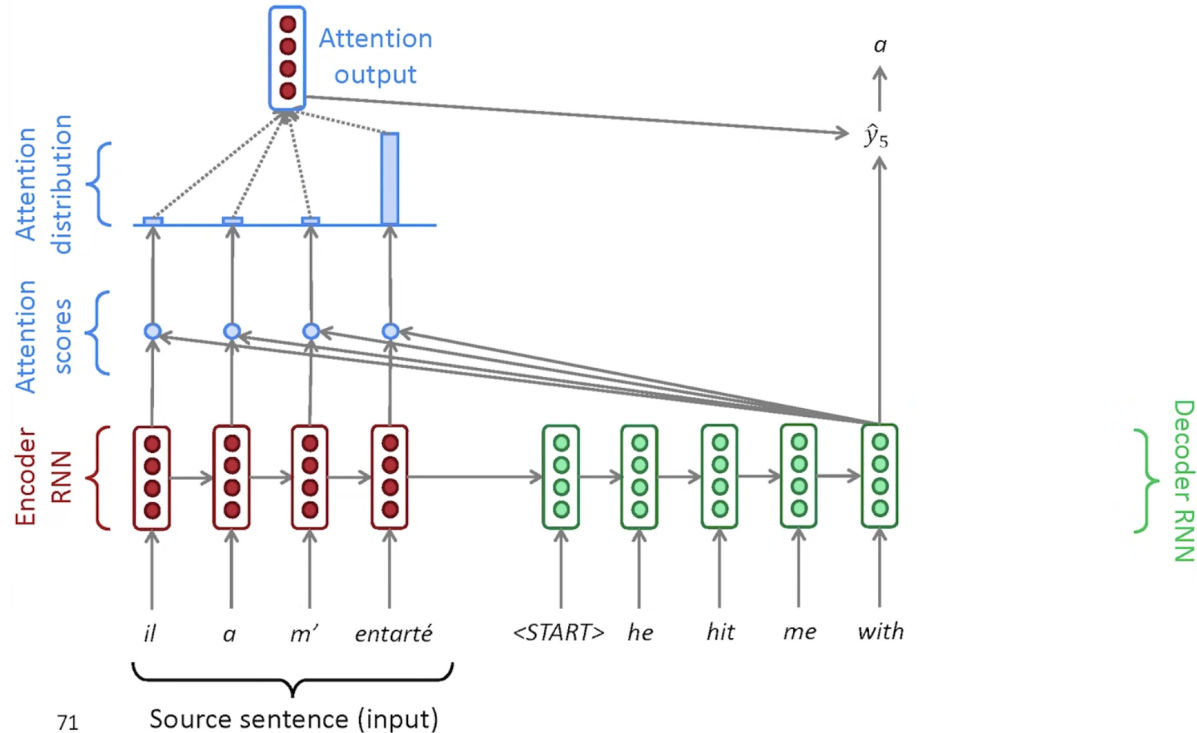 Attention
output
a
ŷ5
Attention
distribution
Attention
scores
Encoder
RNN
Decoder RNN
il a m’ entarté <START> he hit me with
Source sentence (input)
71